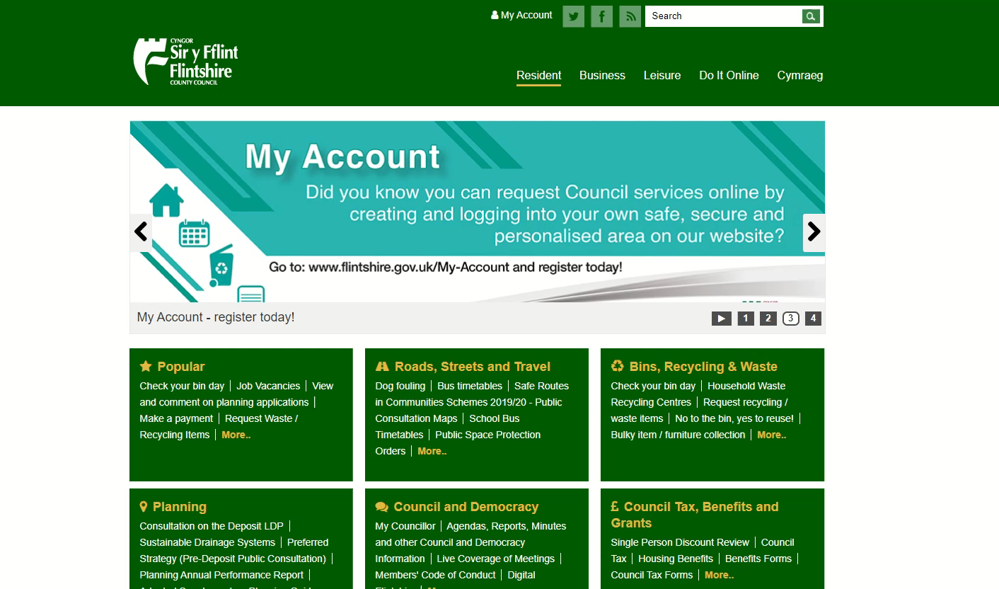 My Account
Search
CYNGOR
Sir y Fflint
Flintshire
COUNTY COUNCIL
Resident Business Leisure Do It Online Cymraeg
My Account
Did you know you can request Council services online by
creating and logging into your own safe, secure and
personalised area on our website?
Go to: www.flintshire.gov.uk/My-Account and register today!
My Account - register today!
1 2 3 4
Popular
Check your bin day | Job Vacancies | View
and comment on planning applications |
Make a payment | Request Waste /
Recycling Items | More..
Roads, Streets and Travel
Dog fouling | Bus timetables | Safe Routes
in Communities Schemes 2019/20 - Public
Consultation Maps | School Bus
Timetables | Public Space Protection
Orders | More..
Bins, Recycling & Waste
Check your bin day | Household Waste
Recycling Centres | Request recycling /
waste items | No to the bin, yes to reuse! |
Bulky item / furniture collection | More..
Planning
Consultation on the Deposit LDP |
Sustainable Drainage Systems | Preferred
Strategy (Pre-Deposit Public Consultation) |
Planning Annual Performance Report |
Council and Democracy
My Councillor | Agendas, Reports, Minutes
and other Council and Democracy
Information | Live Coverage of Meetings |
Members' Code of Conduct | Digital
£ Council Tax, Benefits and
Grants
Single Person Discount Review | Council
Tax | Housing Benefits | Benefits Forms |
Council Tax Forms | More..